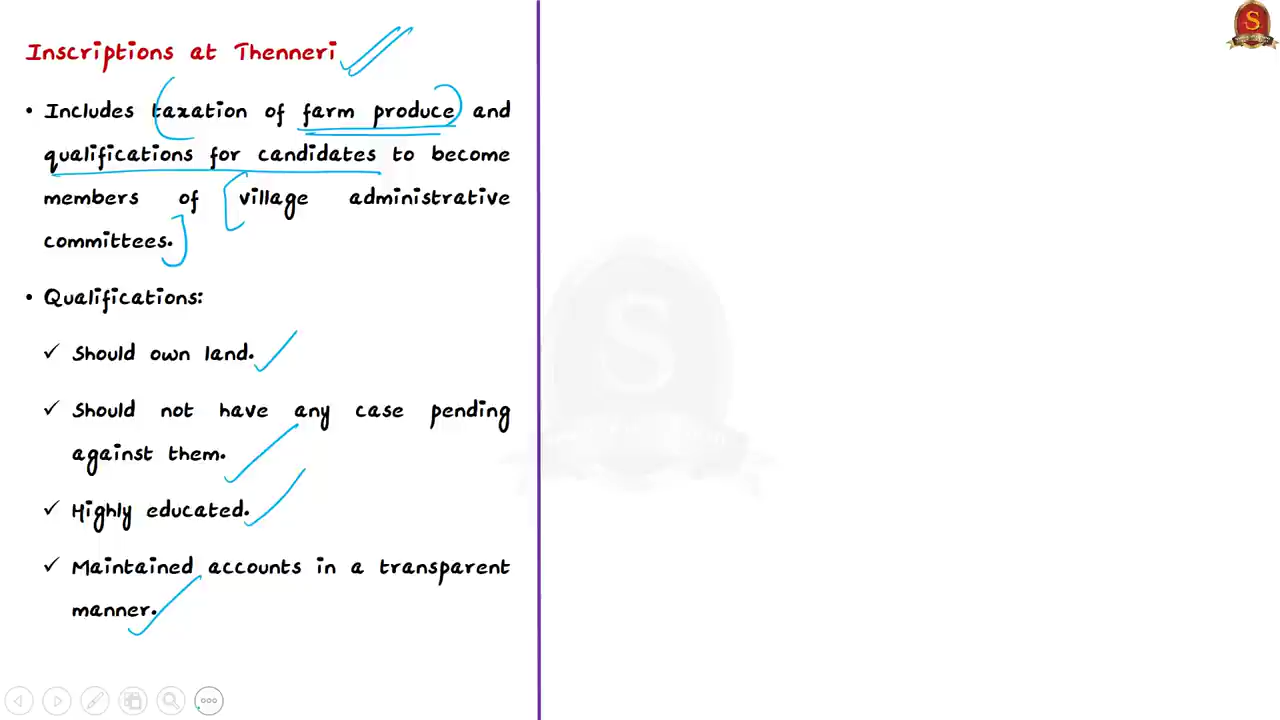 Inscriptions at Thenneri
• Includes taxation of farm produce and
qualifications for candidates to become
members of village administrative
committees.
• Qualifications:
✓ Should own land.
✓ Should not have any case pending
against them.
✓ Highly educated.
✓ Maintained accounts in a transparent
manner.
S
S